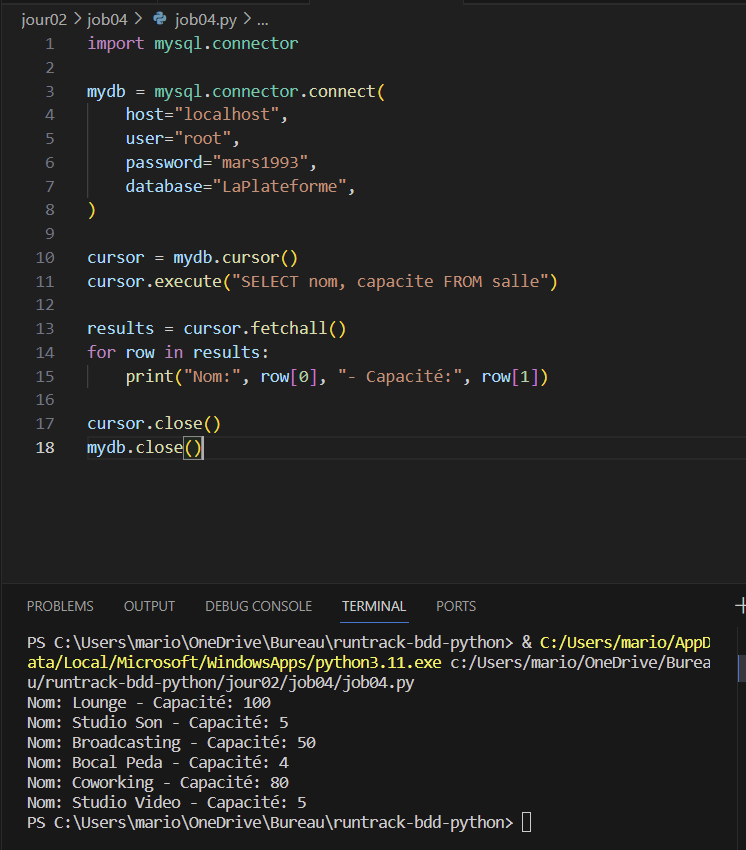 jour02 > job04 > job04.py > ...
1 import mysql.connector
2
3 mydb = mysql.connector.connect(
4     host="localhost",
5     user="root",
6     password="mars1993",
7     database="LaPlateforme",
8 )
9
10 cursor = mydb.cursor()
11 cursor.execute("SELECT nom, capacite FROM salle")
12
13 results = cursor.fetchall()
14 for row in results:
15     print("Nom:", row[0], "- Capacité:", row[1])
16
17 cursor.close()
18 mydb.close()
PROBLEMS OUTPUT DEBUG CONSOLE TERMINAL PORTS
PS C:\Users\mario\OneDrive\Bureau\runtrack-bdd-python> & C:/Users/mario/AppD
ata/Local/Microsoft/WindowsApps/python3.11.exe c:/Users/mario/OneDrive/Burea
u/runtrack-bdd-python/jour02/job04/job04.py
Nom: Lounge - Capacité: 100
Nom: Studio Son - Capacité: 5
Nom: Broadcasting - Capacité: 50
Nom: Bocal Peda - Capacité: 4
Nom: Coworking - Capacité: 80
Nom: Studio Video - Capacité: 5
PS C:\Users\mario\OneDrive\Bureau\runtrack-bdd-python>